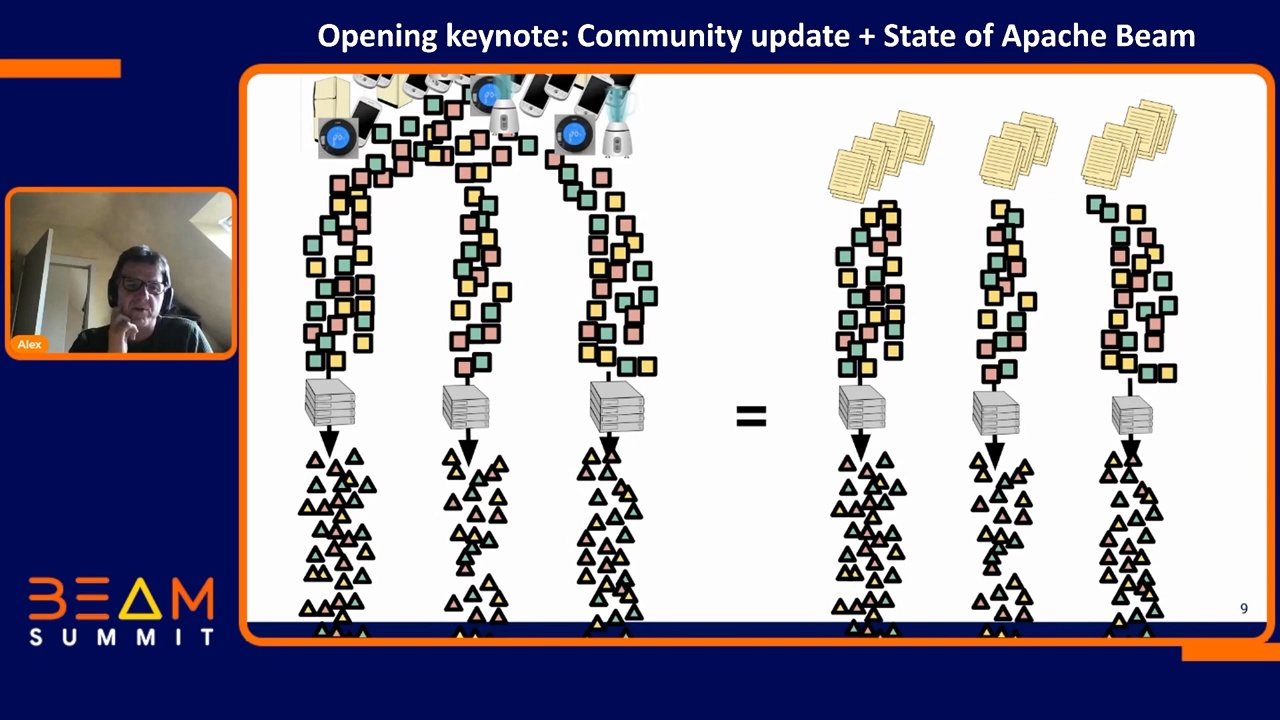 Opening keynote: Community update + State of Apache Beam
=
Alex
9
BEAM
SUMMIT